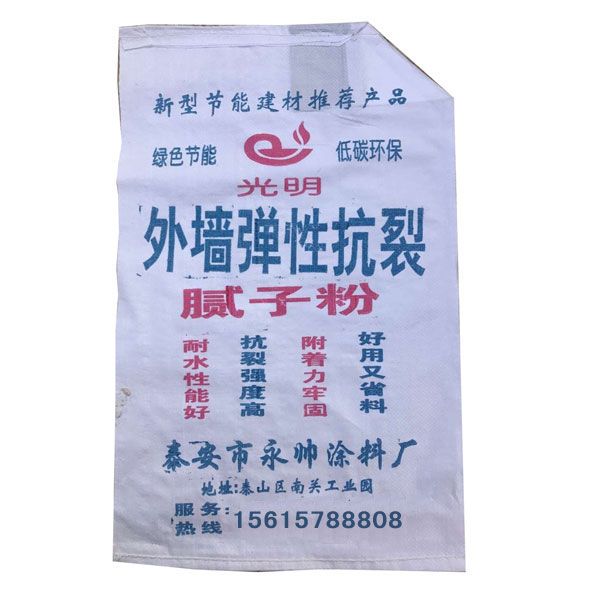 新型节能建材推荐产品
绿色节能
低碳环保
光明
外墙弹性抗裂
腻子粉
耐水性能好
抗裂强度高
附着力牢固
好用又省料
泰安市永帅涂料厂
地址:泰山区南关工业园
服务热线:15615788808